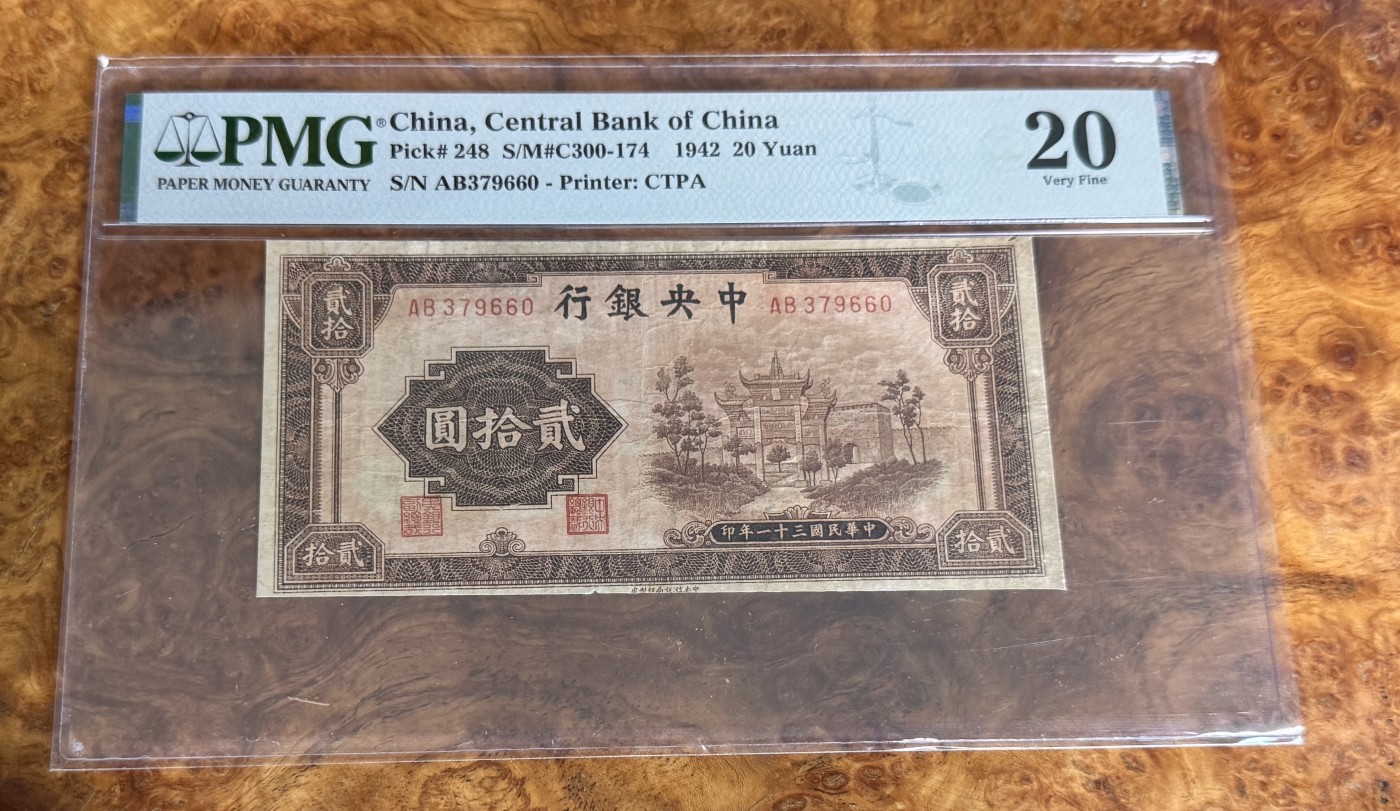 PMG® China, Central Bank of China
Pick# 248 S/M#C300-174 1942 20 Yuan
PAPER MONEY GUARANTY
S/N AB379660 - Printer: CTPA
20
Very Fine
貳拾
AB379660
中央銀行
AB379660
貳拾
貳拾圓
中華民國三十一年印
貳拾
貳拾